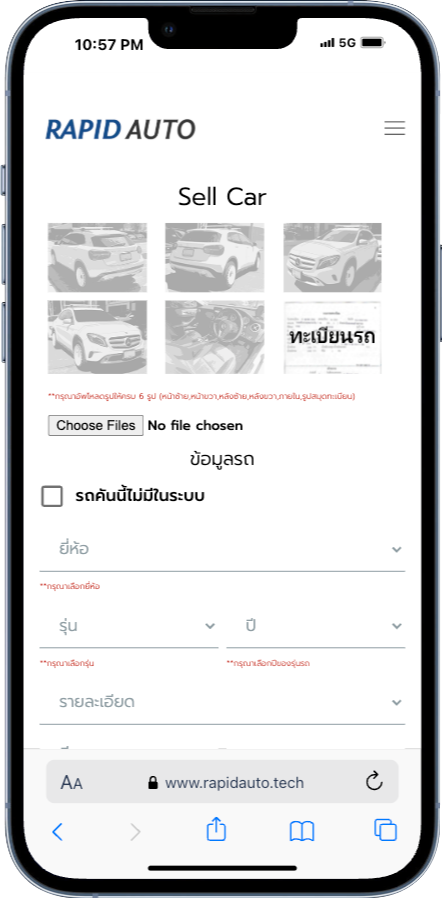 10:57 PM 5G
RAPID AUTO
Sell Car
ทะเบียนรถ
**กรุณาอัพโหลดรูปให้ครบ 6 รูป (หน้าซ้าย,หน้าขวา,หลังซ้าย,หลังขวา,ภายใน,รูปสมุดทะเบียน)
Choose Files No file chosen
ข้อมูลรถ
รถคันนี้ไม่มีในระบบ
ยี่ห้อ
**กรุณาเลือกยี่ห้อ
รุ่น ปี
**กรุณาเลือกรุ่น **กรุณาเลือกปีของรุ่นรถ
รายละเอียด
AA www.rapidauto.tech